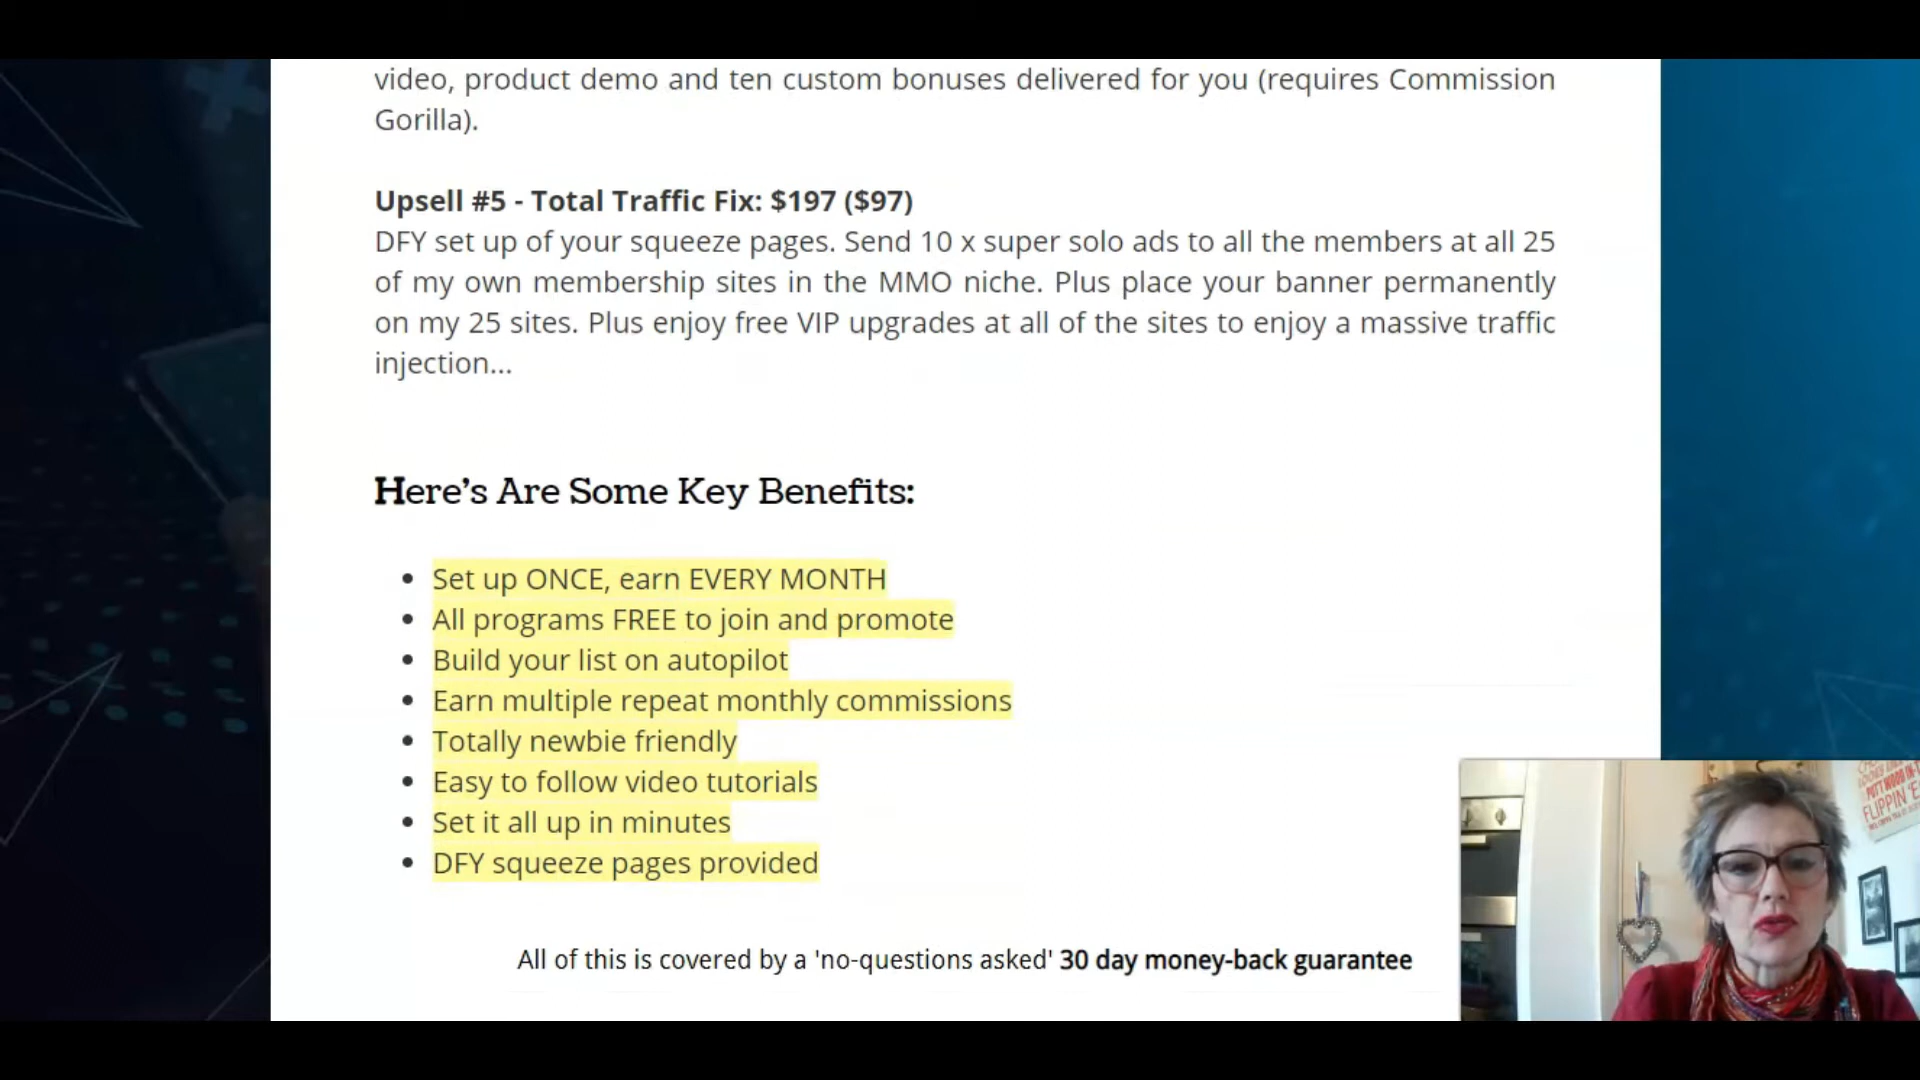 video, product demo and ten custom bonuses delivered for you (requires Commission
Gorilla).
Upsell #5 - Total Traffic Fix: $197 ($97)
DFY set up of your squeeze pages. Send 10 x super solo ads to all the members at all 25
of my own membership sites in the MMO niche. Plus place your banner permanently
on my 25 sites. Plus enjoy free VIP upgrades at all of the sites to enjoy a massive traffic
injection...
Here’s Are Some Key Benefits:
Set up ONCE, earn EVERY MONTH
All programs FREE to join and promote
Build your list on autopilot
Earn multiple repeat monthly commissions
Totally newbie friendly
Easy to follow video tutorials
Set it all up in minutes
DFY squeeze pages provided
All of this is covered by a 'no-questions asked' 30 day money-back guarantee
FLIPPIN'